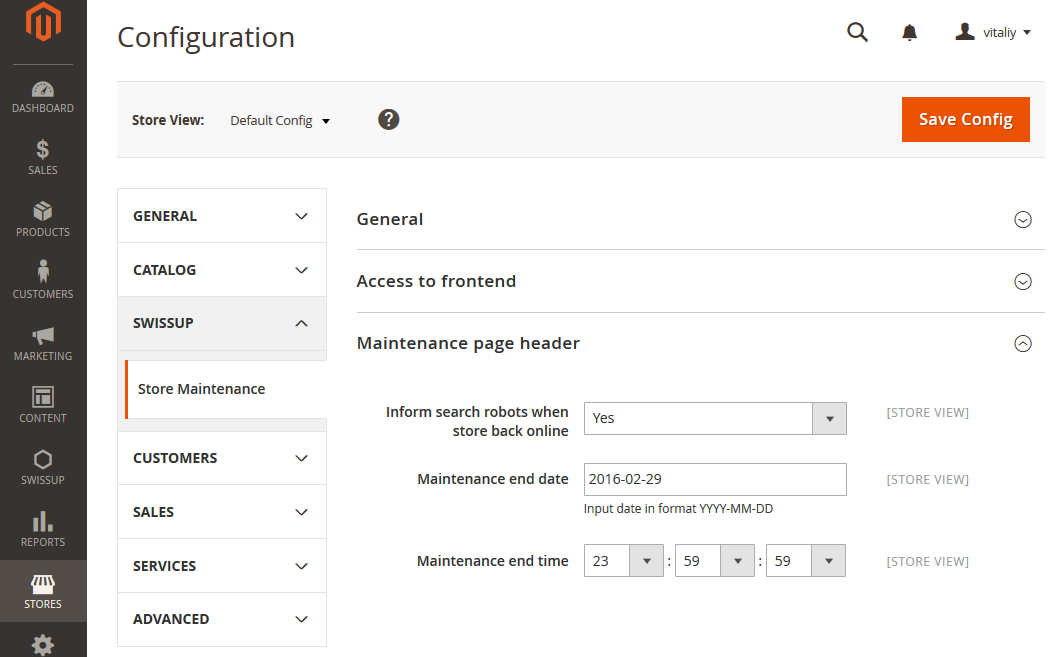 Configuration
vitaliy
DASHBOARD
SALES
PRODUCTS
CUSTOMERS
MARKETING
CONTENT
SWISSUP
REPORTS
STORES
Store View: Default Config ?
Save Config
GENERAL
CATALOG
SWISSUP
Store Maintenance
CUSTOMERS
SALES
SERVICES
ADVANCED
General
Access to frontend
Maintenance page header
Inform search robots when
store back online
Yes
[STORE VIEW]
Maintenance end date
2016-02-29
[STORE VIEW]
Input date in format YYYY-MM-DD
Maintenance end time
23 : 59 : 59
[STORE VIEW]